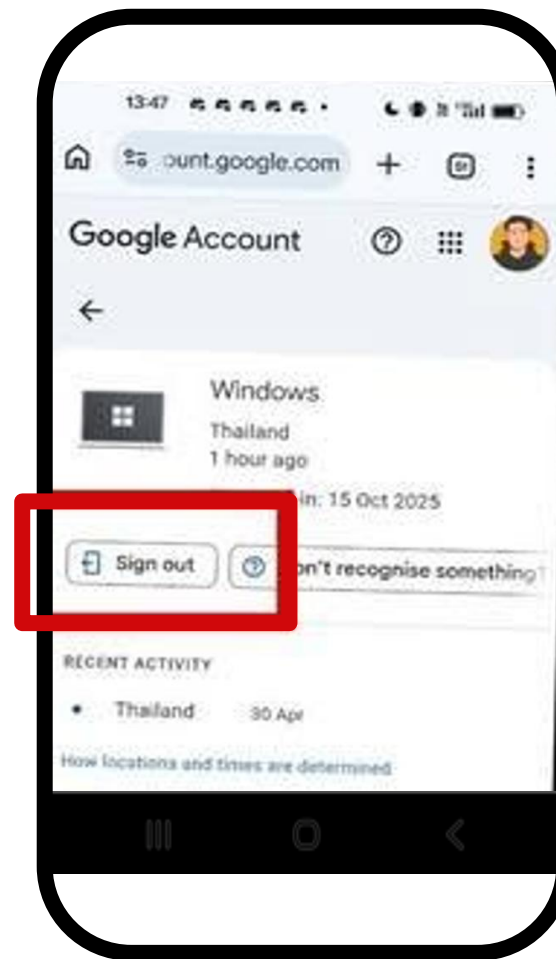 13:47
ount.google.com
Google Account
Windows
Thailand
1 hour ago
in: 15 Oct 2025
Sign out
on't recognise something?
RECENT ACTIVITY
Thailand 30 Apr
How locations and times are determined